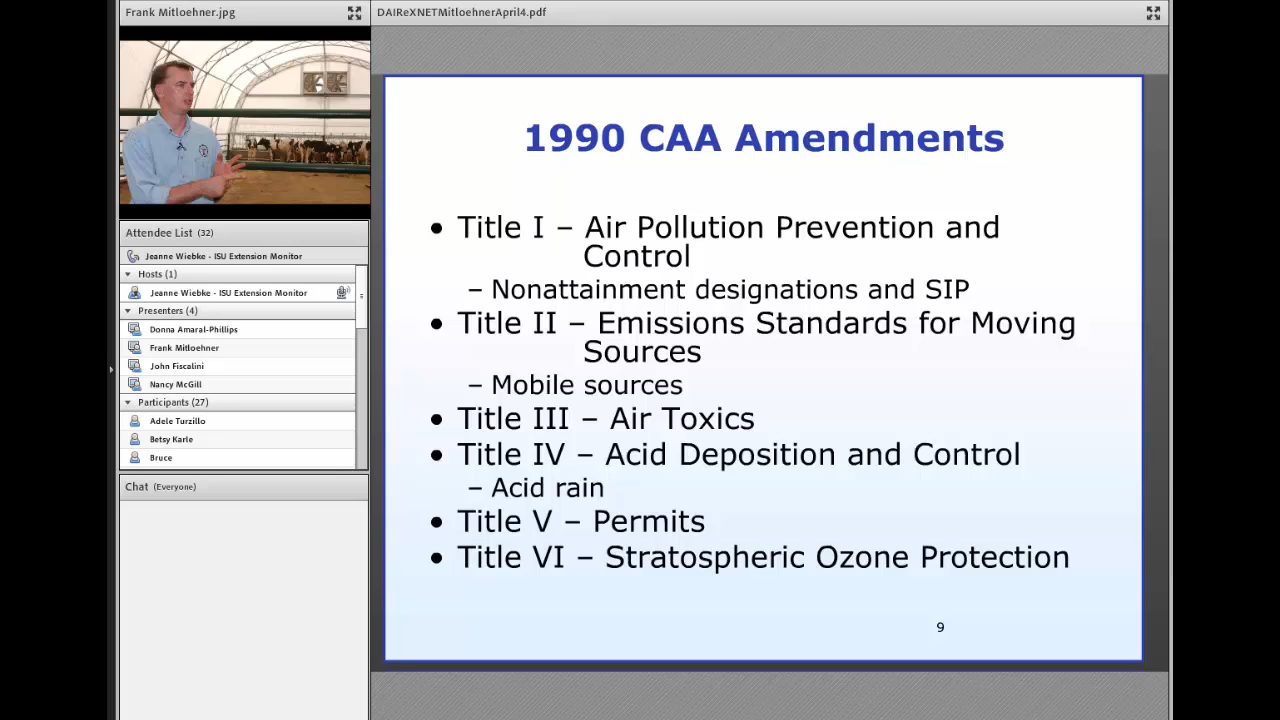 Frank Mitloehner.jpg
Attendee List (32)
Jeanne Wiebke - ISU Extension Monitor
Hosts (1)
Jeanne Wiebke - ISU Extension Monitor
Presenters (4)
Donna Amaral-Phillips
Frank Mitloehner
John Fiscalini
Nancy McGill
Participants (27)
Adele Turzillo
Betsy Karle
Bruce
Chat (Everyone)
DAIReXNETMitloehnerApril4.pdf
1990 CAA Amendments
• Title I – Air Pollution Prevention and
Control
– Nonattainment designations and SIP
• Title II – Emissions Standards for Moving
Sources
– Mobile sources
• Title III – Air Toxics
• Title IV – Acid Deposition and Control
– Acid rain
• Title V – Permits
• Title VI – Stratospheric Ozone Protection
9